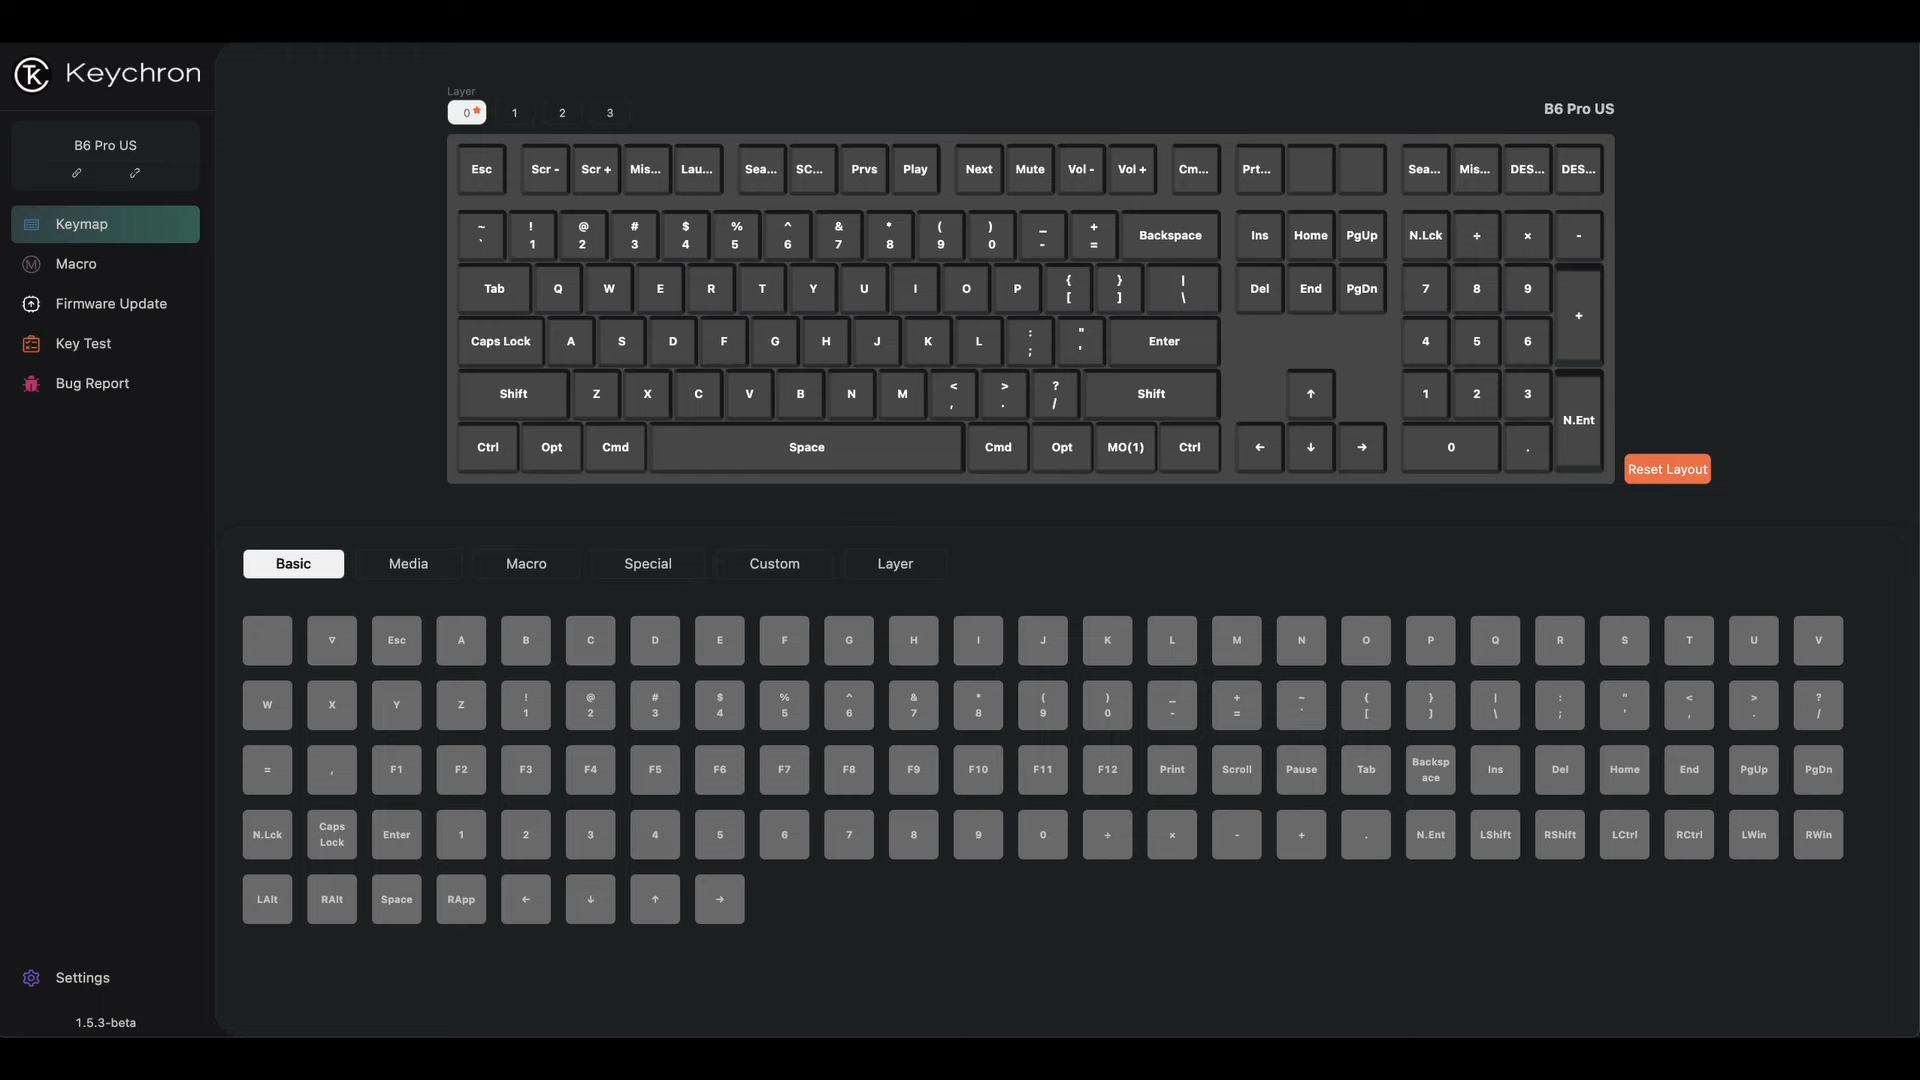 Keychron
B6 Pro US
Keymap
Macro
Firmware Update
Key Test
Bug Report
Settings
1.5.3-beta
Layer
0 1 2 3
B6 Pro US
Esc Scr - Scr + Mis... Lau... Sea... SC... Prvs Play Next Mute Vol - Vol + Cm... Prt... Sea... Mis... DES... DES...
~ ! @ # $ % ^ & * ( ) _ +
` 1 2 3 4 5 6 7 8 9 0 - = Backspace Ins Home PgUp N.Lck ÷ × -
Tab Q W E R T Y U I O P { } | Del End PgDn 7 8 9 +
[ ] \
Caps Lock A S D F G H J K L : " Enter 4 5 6
; '
Shift Z X C V B N M < > ? Shift ↑ 1 2 3 N.Ent
, . /
Ctrl Opt Cmd Space Cmd Opt MO(1) Ctrl ← ↓ → 0 .
Reset Layout
Basic Media Macro Special Custom Layer
▽ Esc A B C D E F G H I J K L M N O P Q R S T U V
W X Y Z ! @ # $ % ^ & * ( ) _ + ~ { } | : " < > ?
1 2 3 4 5 6 7 8 9 0 - = ` [ ] \ ; ' , . /
= , F1 F2 F3 F4 F5 F6 F7 F8 F9 F10 F11 F12 Print Scroll Pause Tab Backsp Ins Del Home End PgUp PgDn
ace
N.Lck Caps Enter 1 2 3 4 5 6 7 8 9 0 ÷ × - + . N.Ent LShift RShift LCtrl RCtrl LWin RWin
Lock
LAlt RAlt Space RApp ← ↓ ↑ →